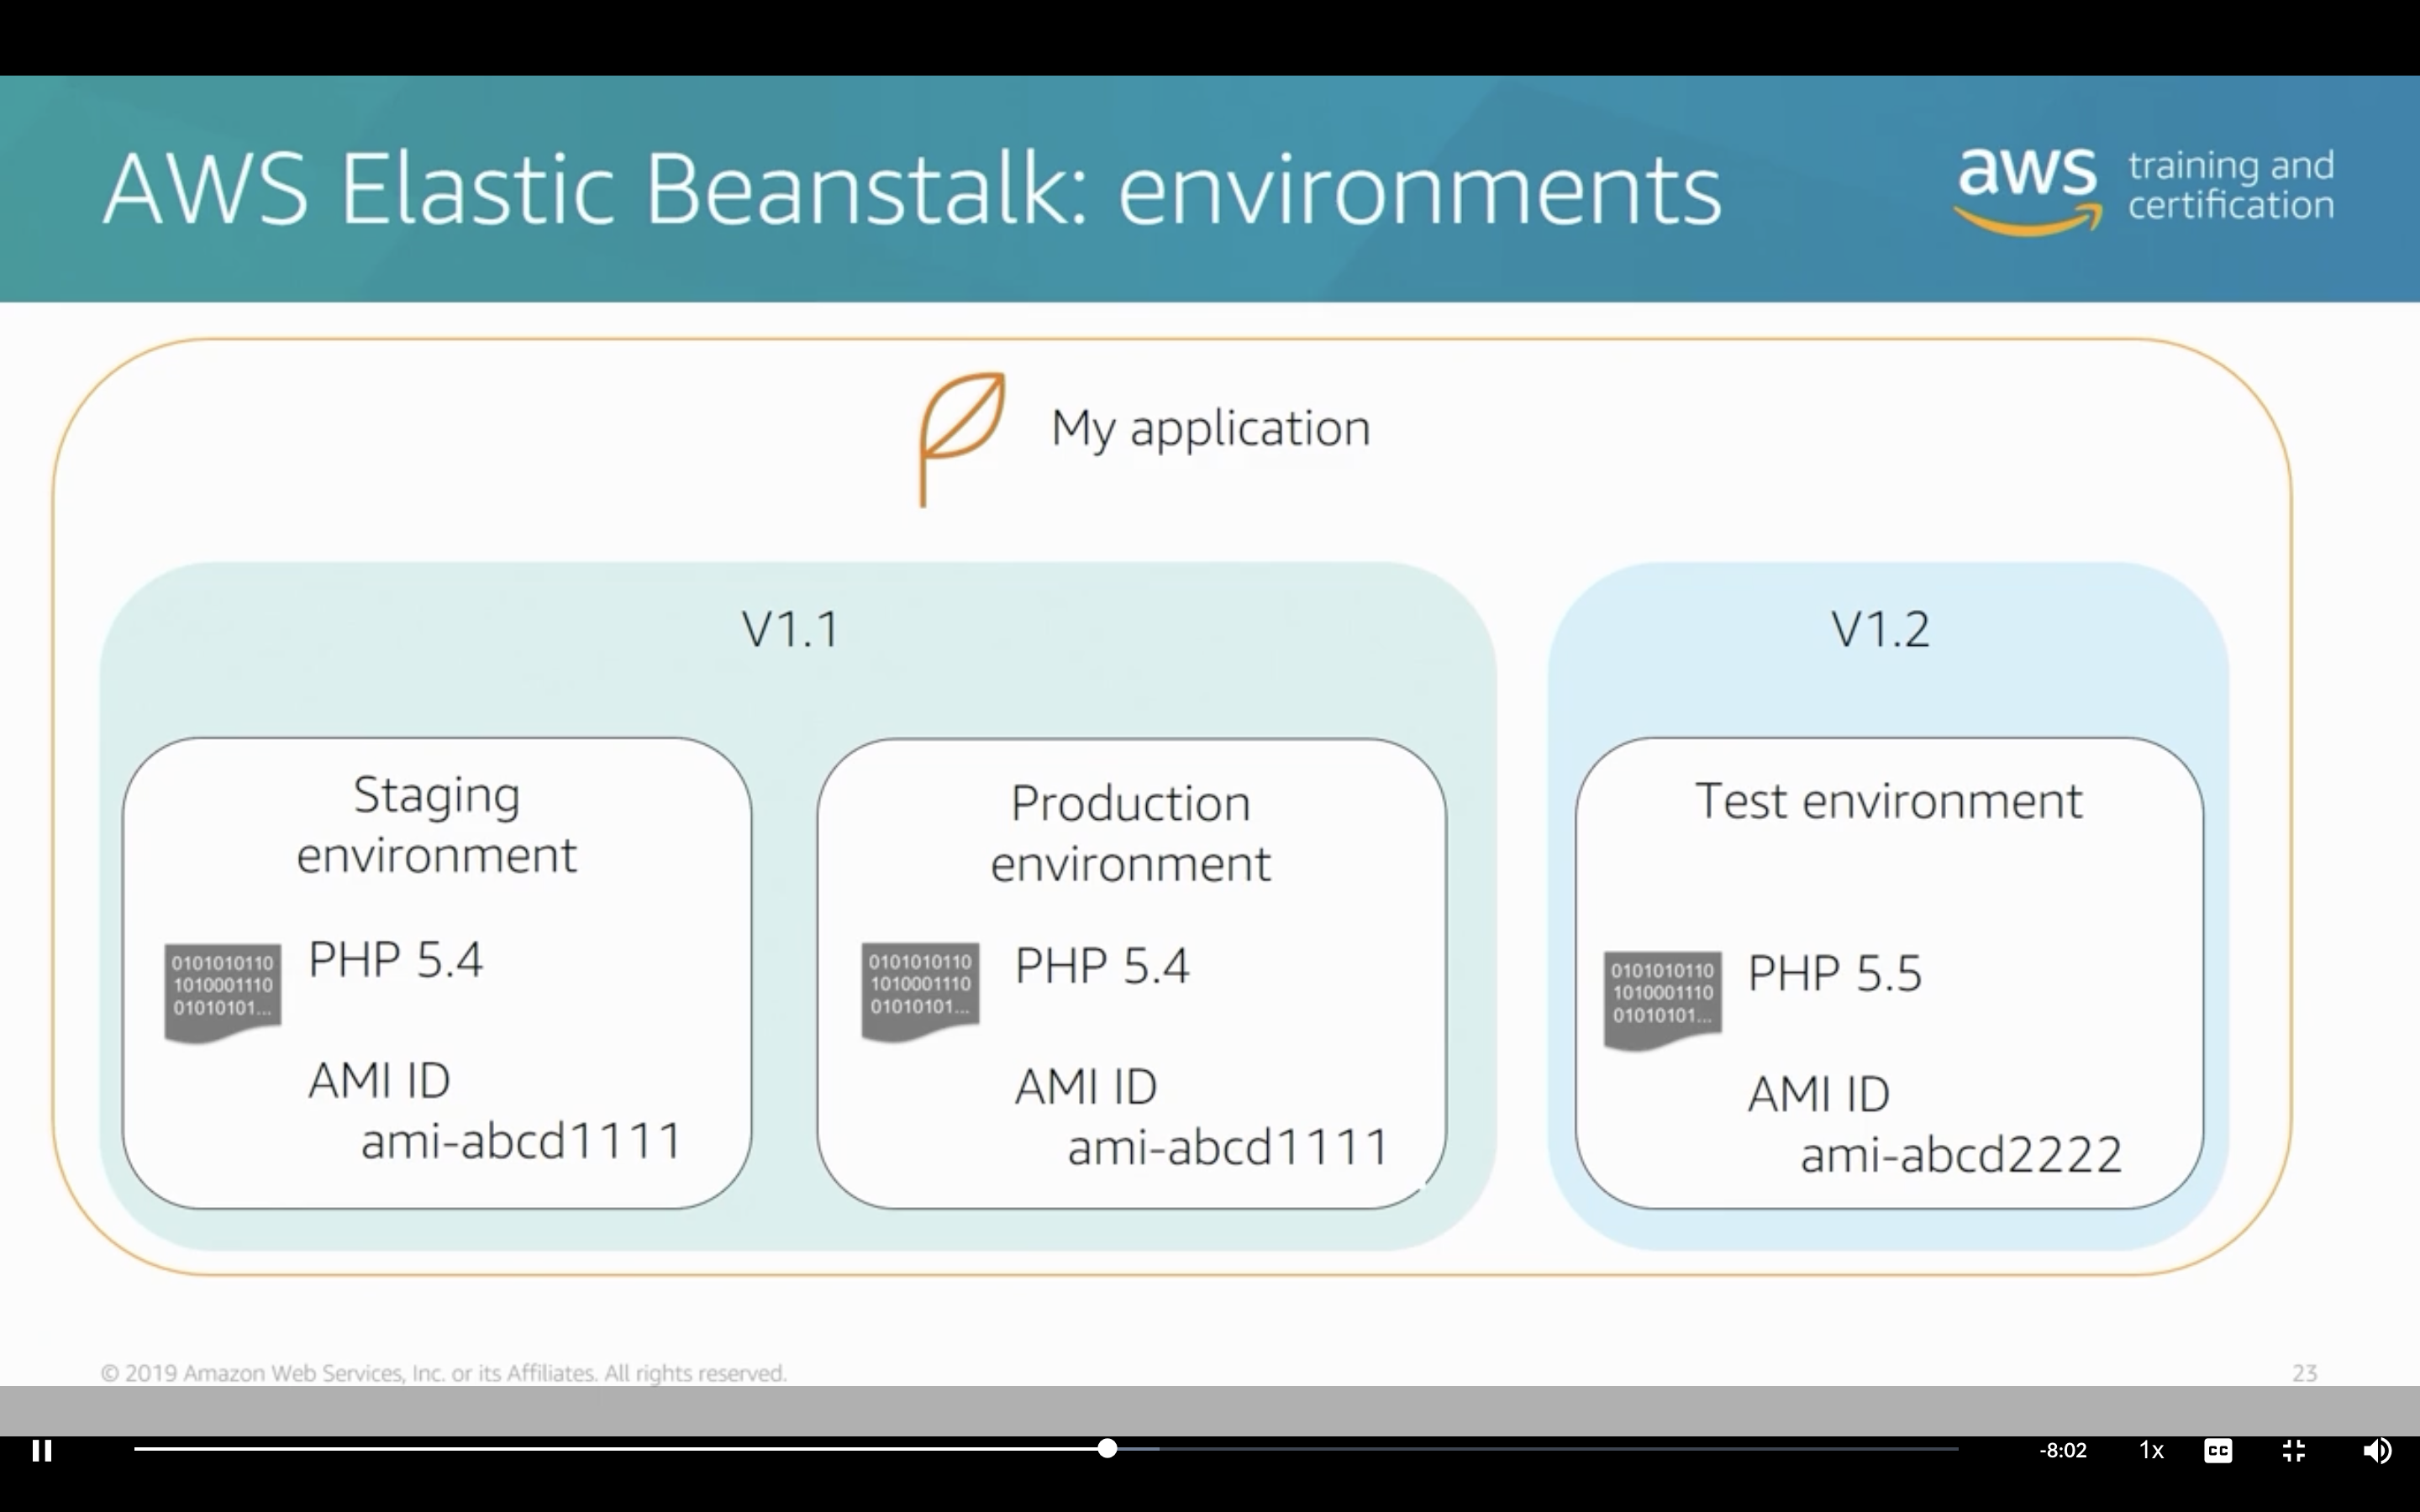 AWS Elastic Beanstalk: environments
aws
training and
certification
My application
V1.1
V1.2
Staging
environment
0101010110
1010001110
01010101...
PHP 5.4
AMI ID
ami-abcd1111
Production
environment
0101010110
1010001110
01010101...
PHP 5.4
AMI ID
ami-abcd1111
Test environment
0101010110
1010001110
01010101...
PHP 5.5
AMI ID
ami-abcd2222
© 2019 Amazon Web Services, Inc. or its Affiliates. All rights reserved.
23
-8:02
1x
CC